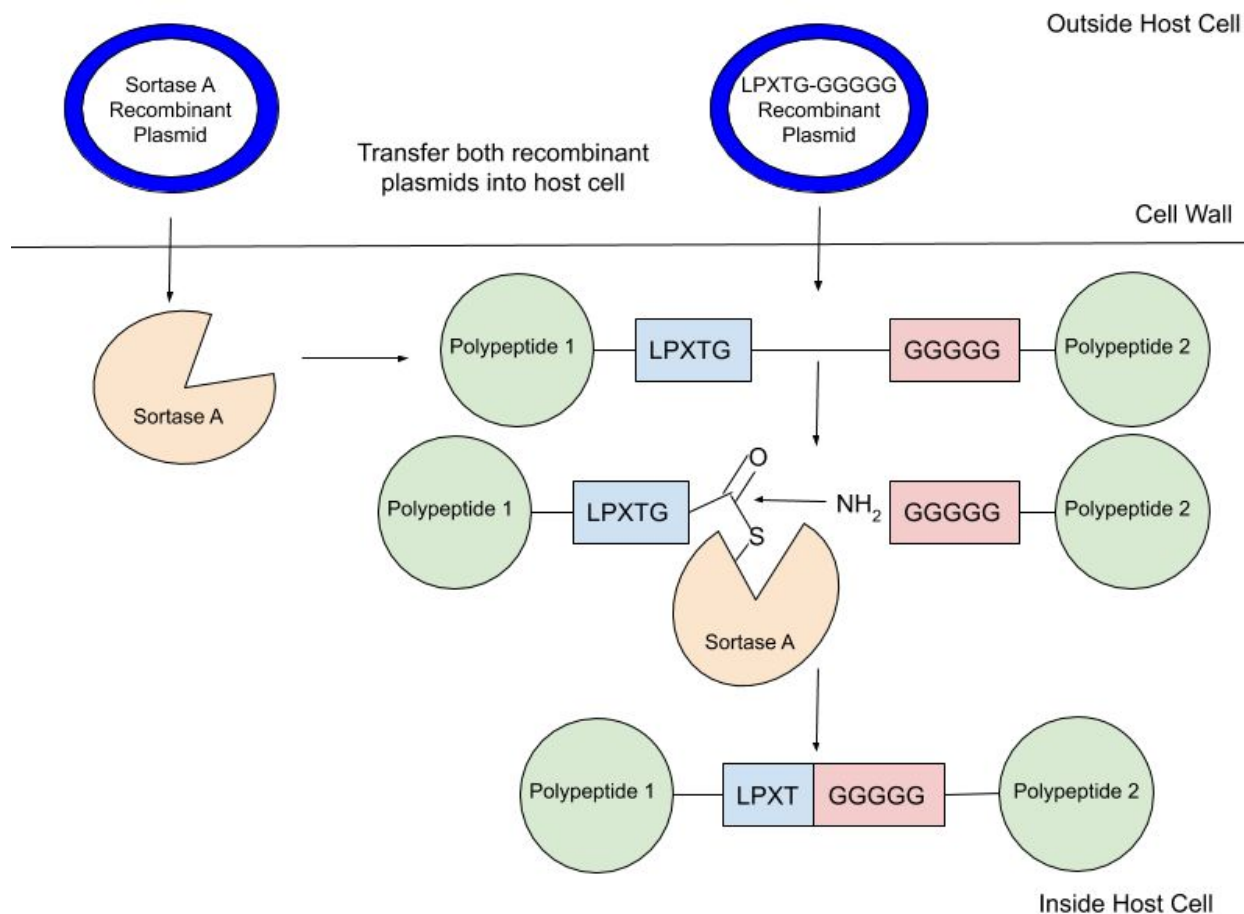 Outside Host Cell
Sortase A
Recombinant
Plasmid
LPXTG-GGGGG
Recombinant
Plasmid
Transfer both recombinant
plasmids into host cell
Cell Wall
Polypeptide 1
LPXTG
GGGGG
Polypeptide 2
Sortase A
O
Polypeptide 1
LPXTG
NH₂
GGGGG
Polypeptide 2
S
Sortase A
Polypeptide 1
LPXT
GGGGG
Polypeptide 2
Inside Host Cell